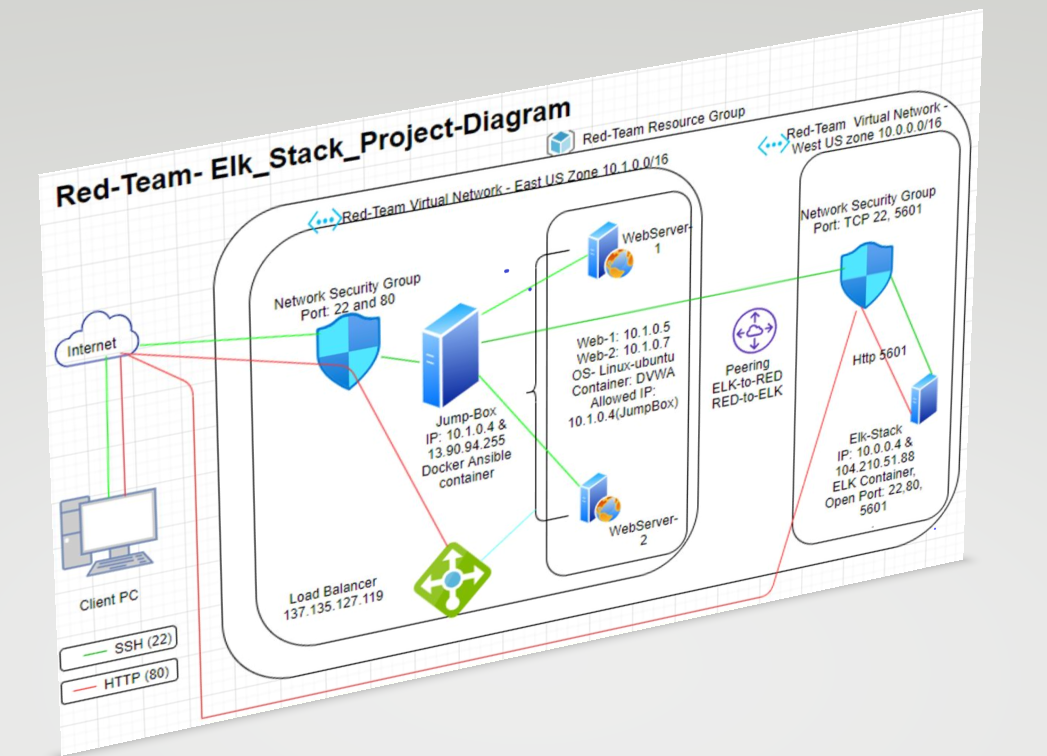 Red-Team- Elk_Stack_Project-Diagram
Red-Team Resource Group
Red-Team Virtual Network -
West US zone 10.0.0.0/16
Red-Team Virtual Network - East US Zone 10.1.0.0/16
Network Security Group
Port: TCP 22, 5601
WebServer-
1
Network Security Group
Port: 22 and 80
Internet
Web-1: 10.1.0.5
Web-2: 10.1.0.7
OS- Linux-ubuntu
Container: DVWA
Allowed IP:
10.1.0.4(JumpBox)
Peering
ELK-to-RED
RED-to-ELK
Http 5601
Jump-Box
IP: 10.1.0.4 &
13.90.94.255
Docker Ansible
container
Elk-Stack
IP: 10.0.0.4 &
104.210.51.88
ELK Container,
Open Port: 22,80,
5601
WebServer-
2
Load Balancer
137.135.127.119
Client PC
SSH (22)
HTTP (80)